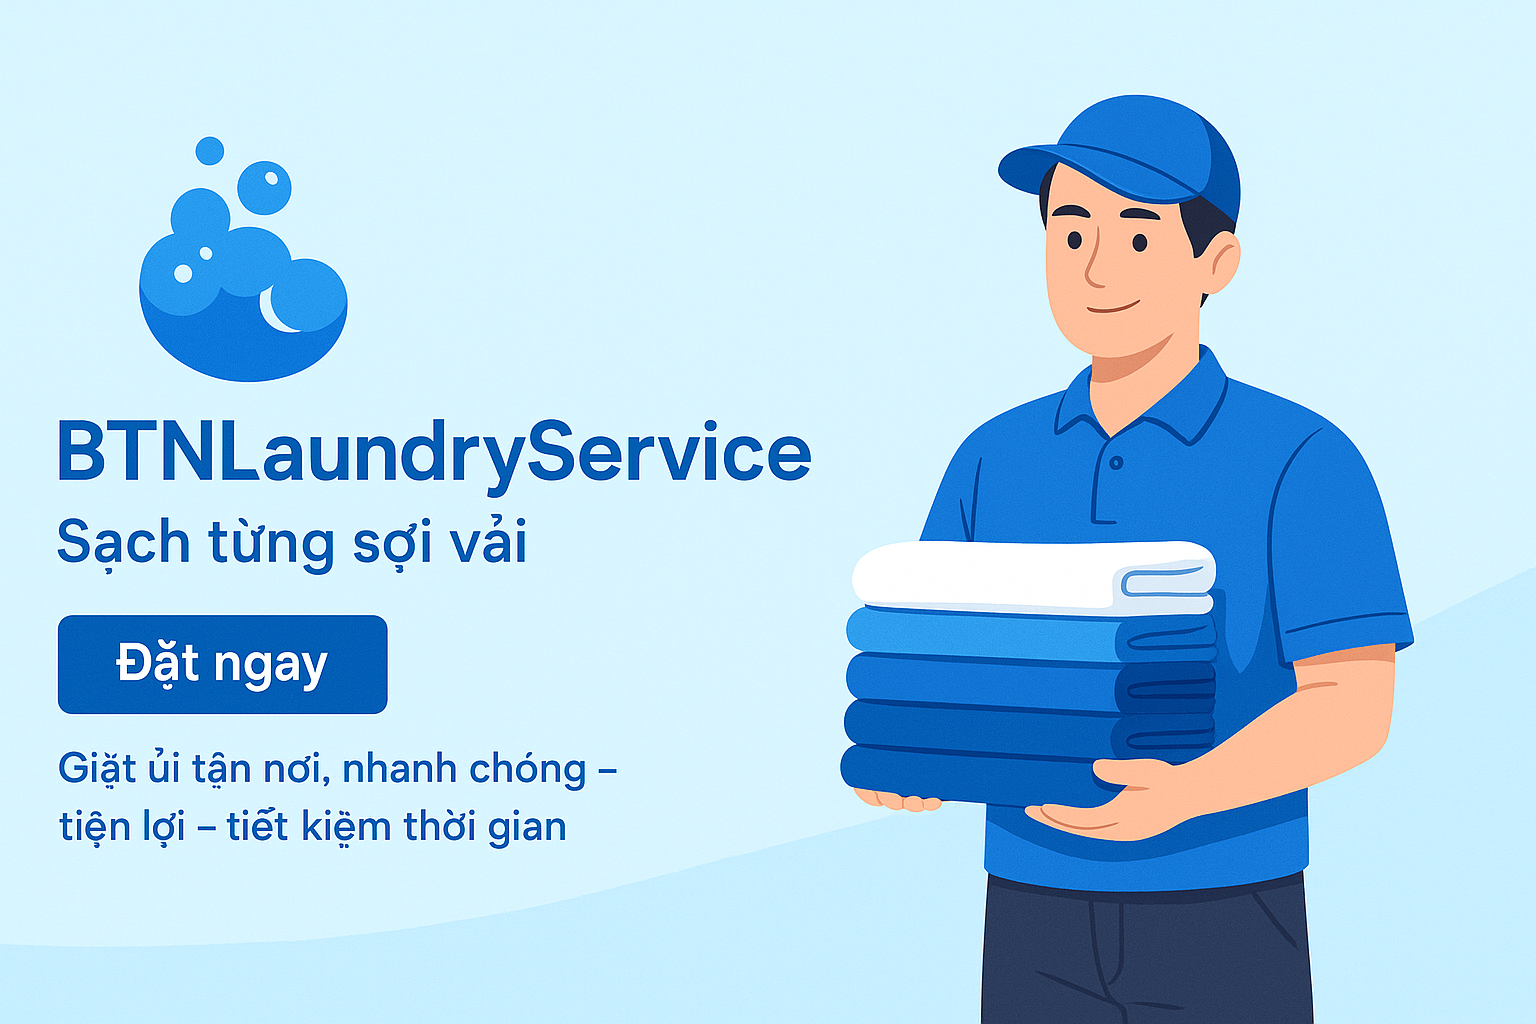 BTNLaundryService
Sạch từng sợi vải
Đặt ngay
Giặt ủi tận nơi, nhanh chóng –
tiện lợi – tiết kiệm thời gian